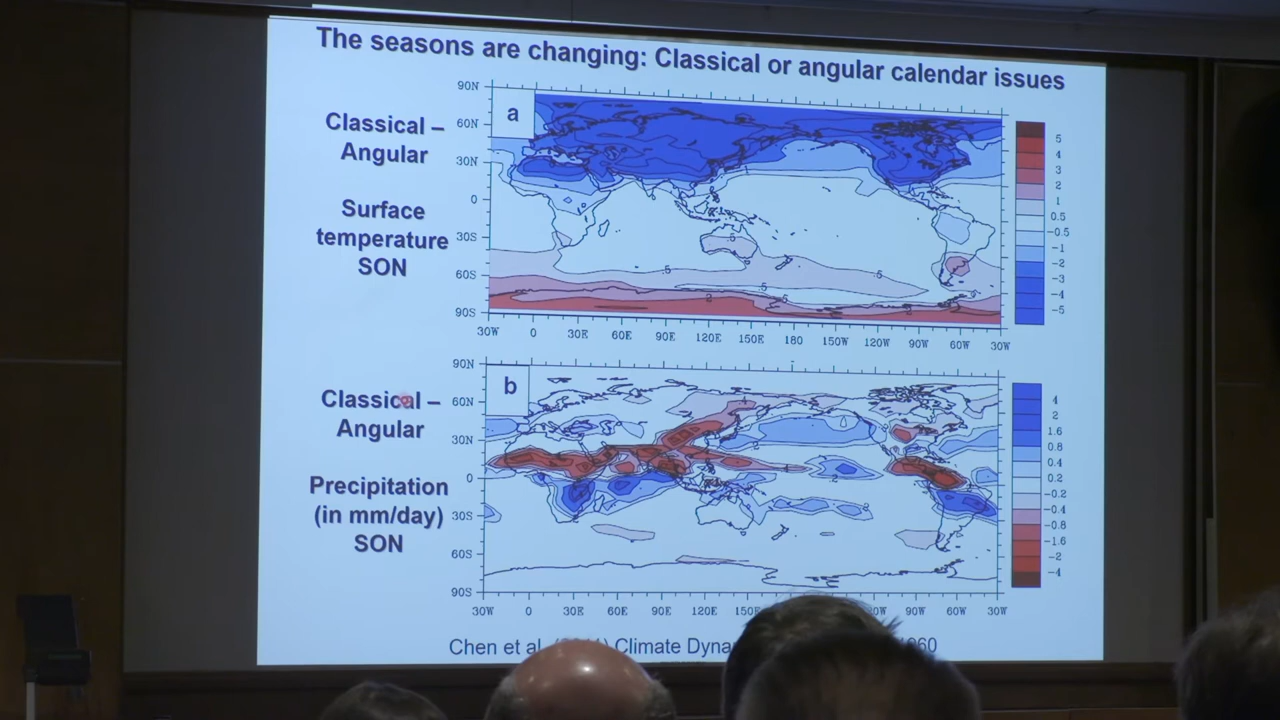 The seasons are changing: Classical or angular calendar issues
Classical –
Angular
Surface
temperature
SON
a
90N
60N
30N
0
30S
60S
90S
30W 0 30E 60E 90E 120E 150E 180 150W 120W 90W 60W 30W
5
4
3
2
1
0.5
-0.5
-1
-2
-3
-4
-5
Classical –
Angular
Precipitation
(in mm/day)
SON
b
90N
60N
30N
0
30S
60S
90S
30W 0 30E 60E 90E 120E 90W 60W 30W
4
2
1.6
0.8
0.4
0.2
-0.2
-0.4
-0.8
-1.6
-2
-4
Chen et al. Climate